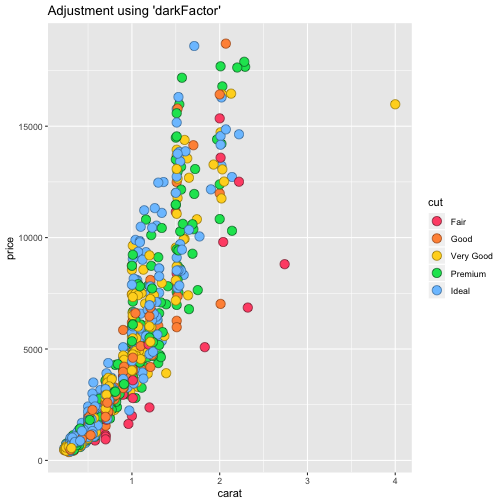 Adjustment using 'darkFactor'
price
15000
10000
5000
0
1
2
3
4
carat
cut
Fair
Good
Very Good
Premium
Ideal